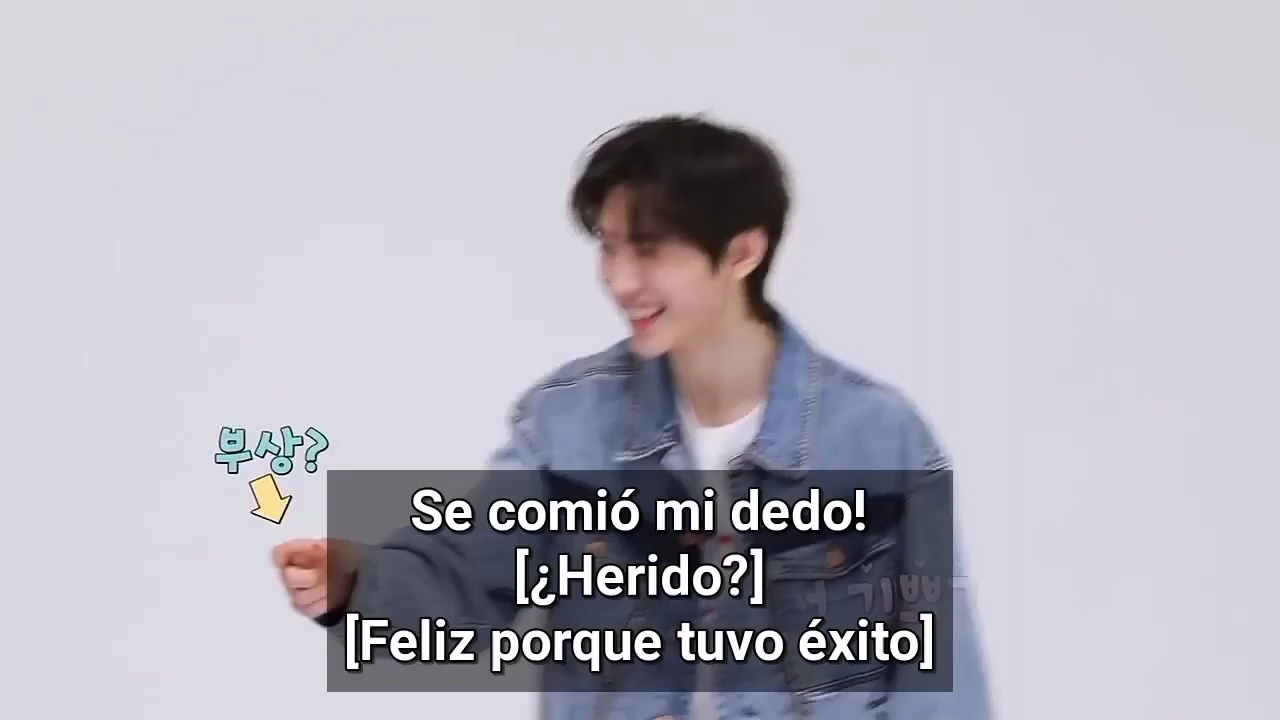 부상?
Se comió mi dedo!
[¿Herido?]
[Feliz porque tuvo éxito]